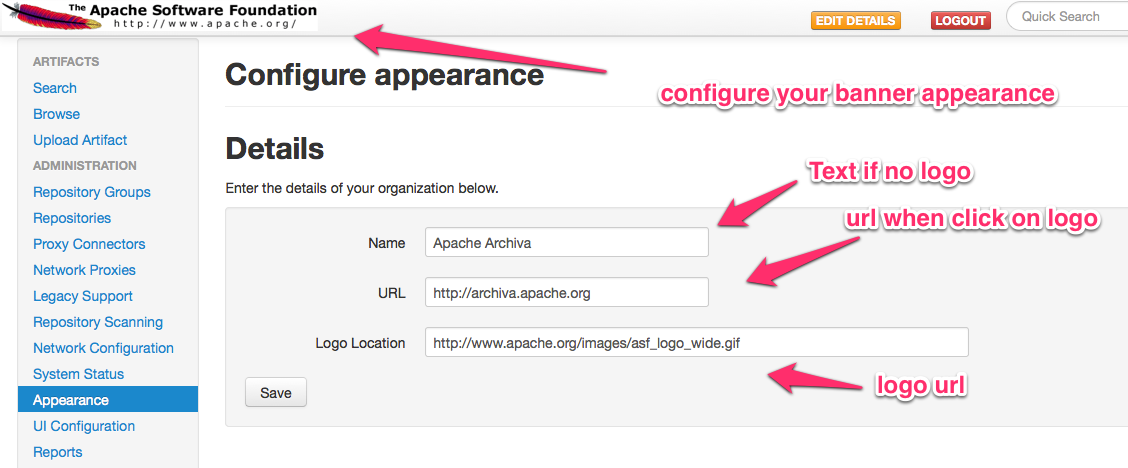 The Apache Software Foundation
http://www.apache.org/
EDIT DETAILS
LOGOUT
Quick Search
ARTIFACTS
Search
Browse
Upload Artifact
ADMINISTRATION
Repository Groups
Repositories
Proxy Connectors
Network Proxies
Legacy Support
Repository Scanning
Network Configuration
System Status
Appearance
UI Configuration
Reports
Configure appearance
configure your banner appearance
Details
Enter the details of your organization below.
Text if no logo
url when click on logo
Name
Apache Archiva
URL
http://archiva.apache.org
Logo Location
http://www.apache.org/images/asf_logo_wide.gif
logo url
Save